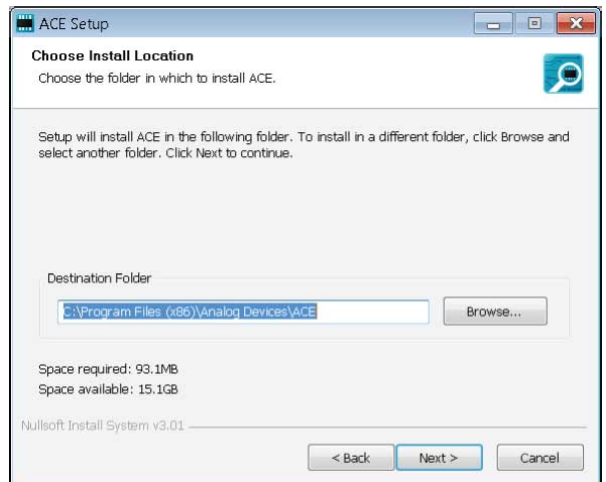 ACE Setup
Choose Install Location
Choose the folder in which to install ACE.
Setup will install ACE in the following folder. To install in a different folder, click Browse and
select another folder. Click Next to continue.
Destination Folder
C:\Program Files (x86)\Analog Devices\ACE
Browse...
Space required: 93.1MB
Space available: 15.1GB
Nullsoft Install System v3.01
< Back Next > Cancel